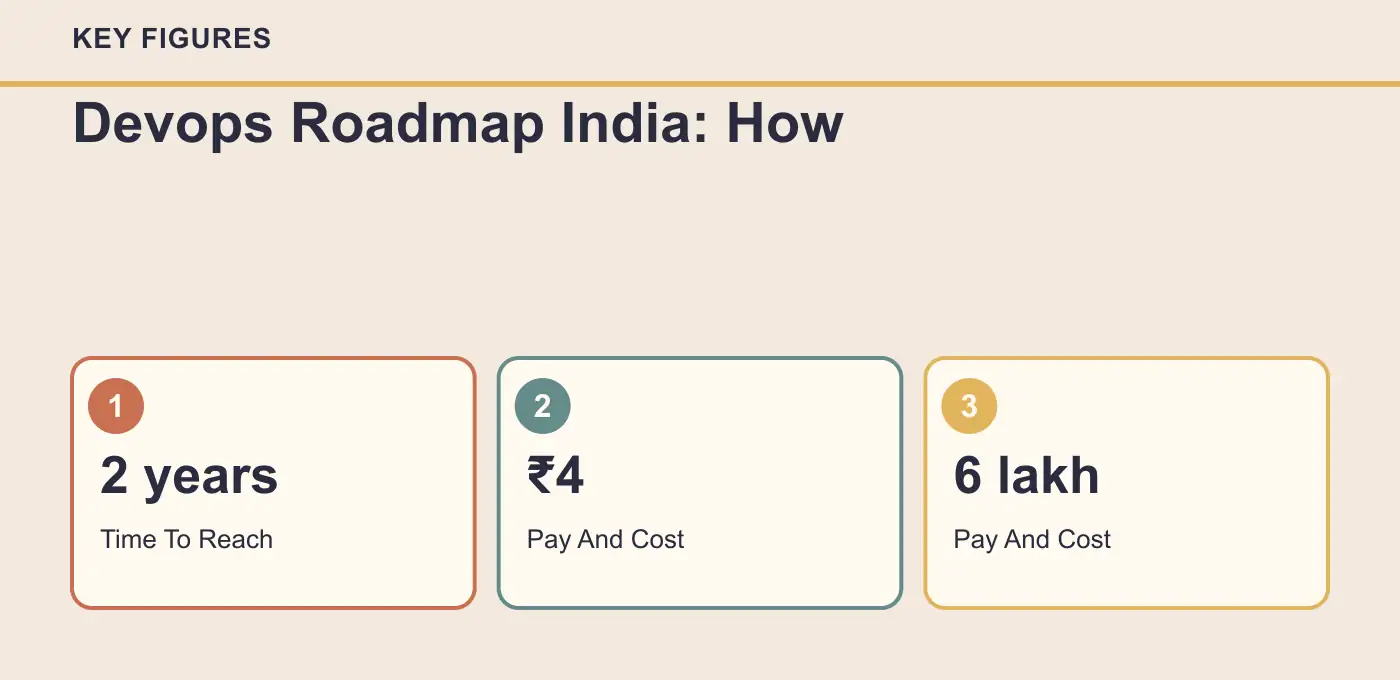 KEY FIGURES
Devops Roadmap India: How
1
2 years
Time To Reach
2
₹4
Pay And Cost
3
6 lakh
Pay And Cost